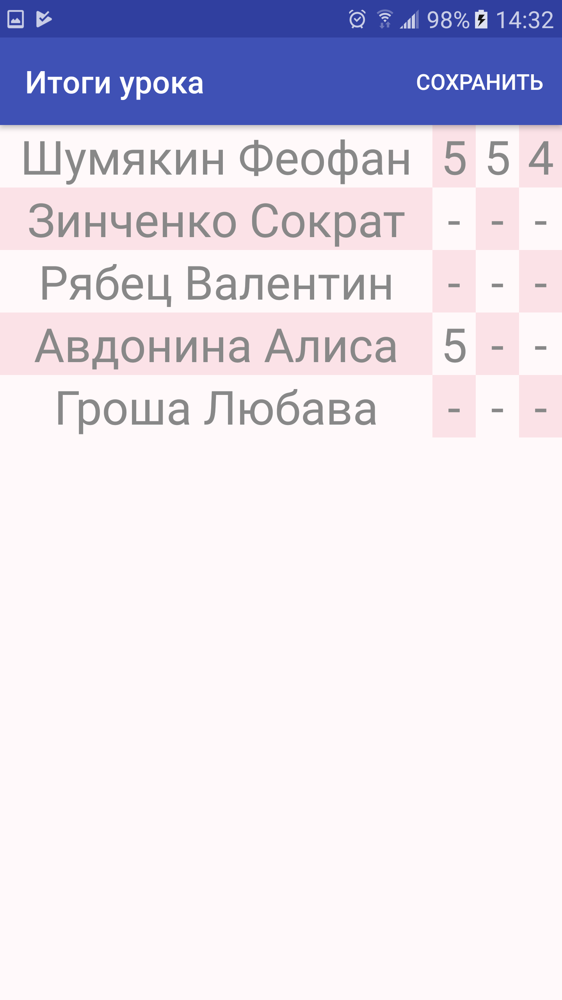 98% 14:32
Итоги урока СОХРАНИТЬ
Шумякин Феофан 5 5 4
Зинченко Сократ - - -
Рябец Валентин - - -
Авдонина Алиса 5 - -
Гроша Любава - - -